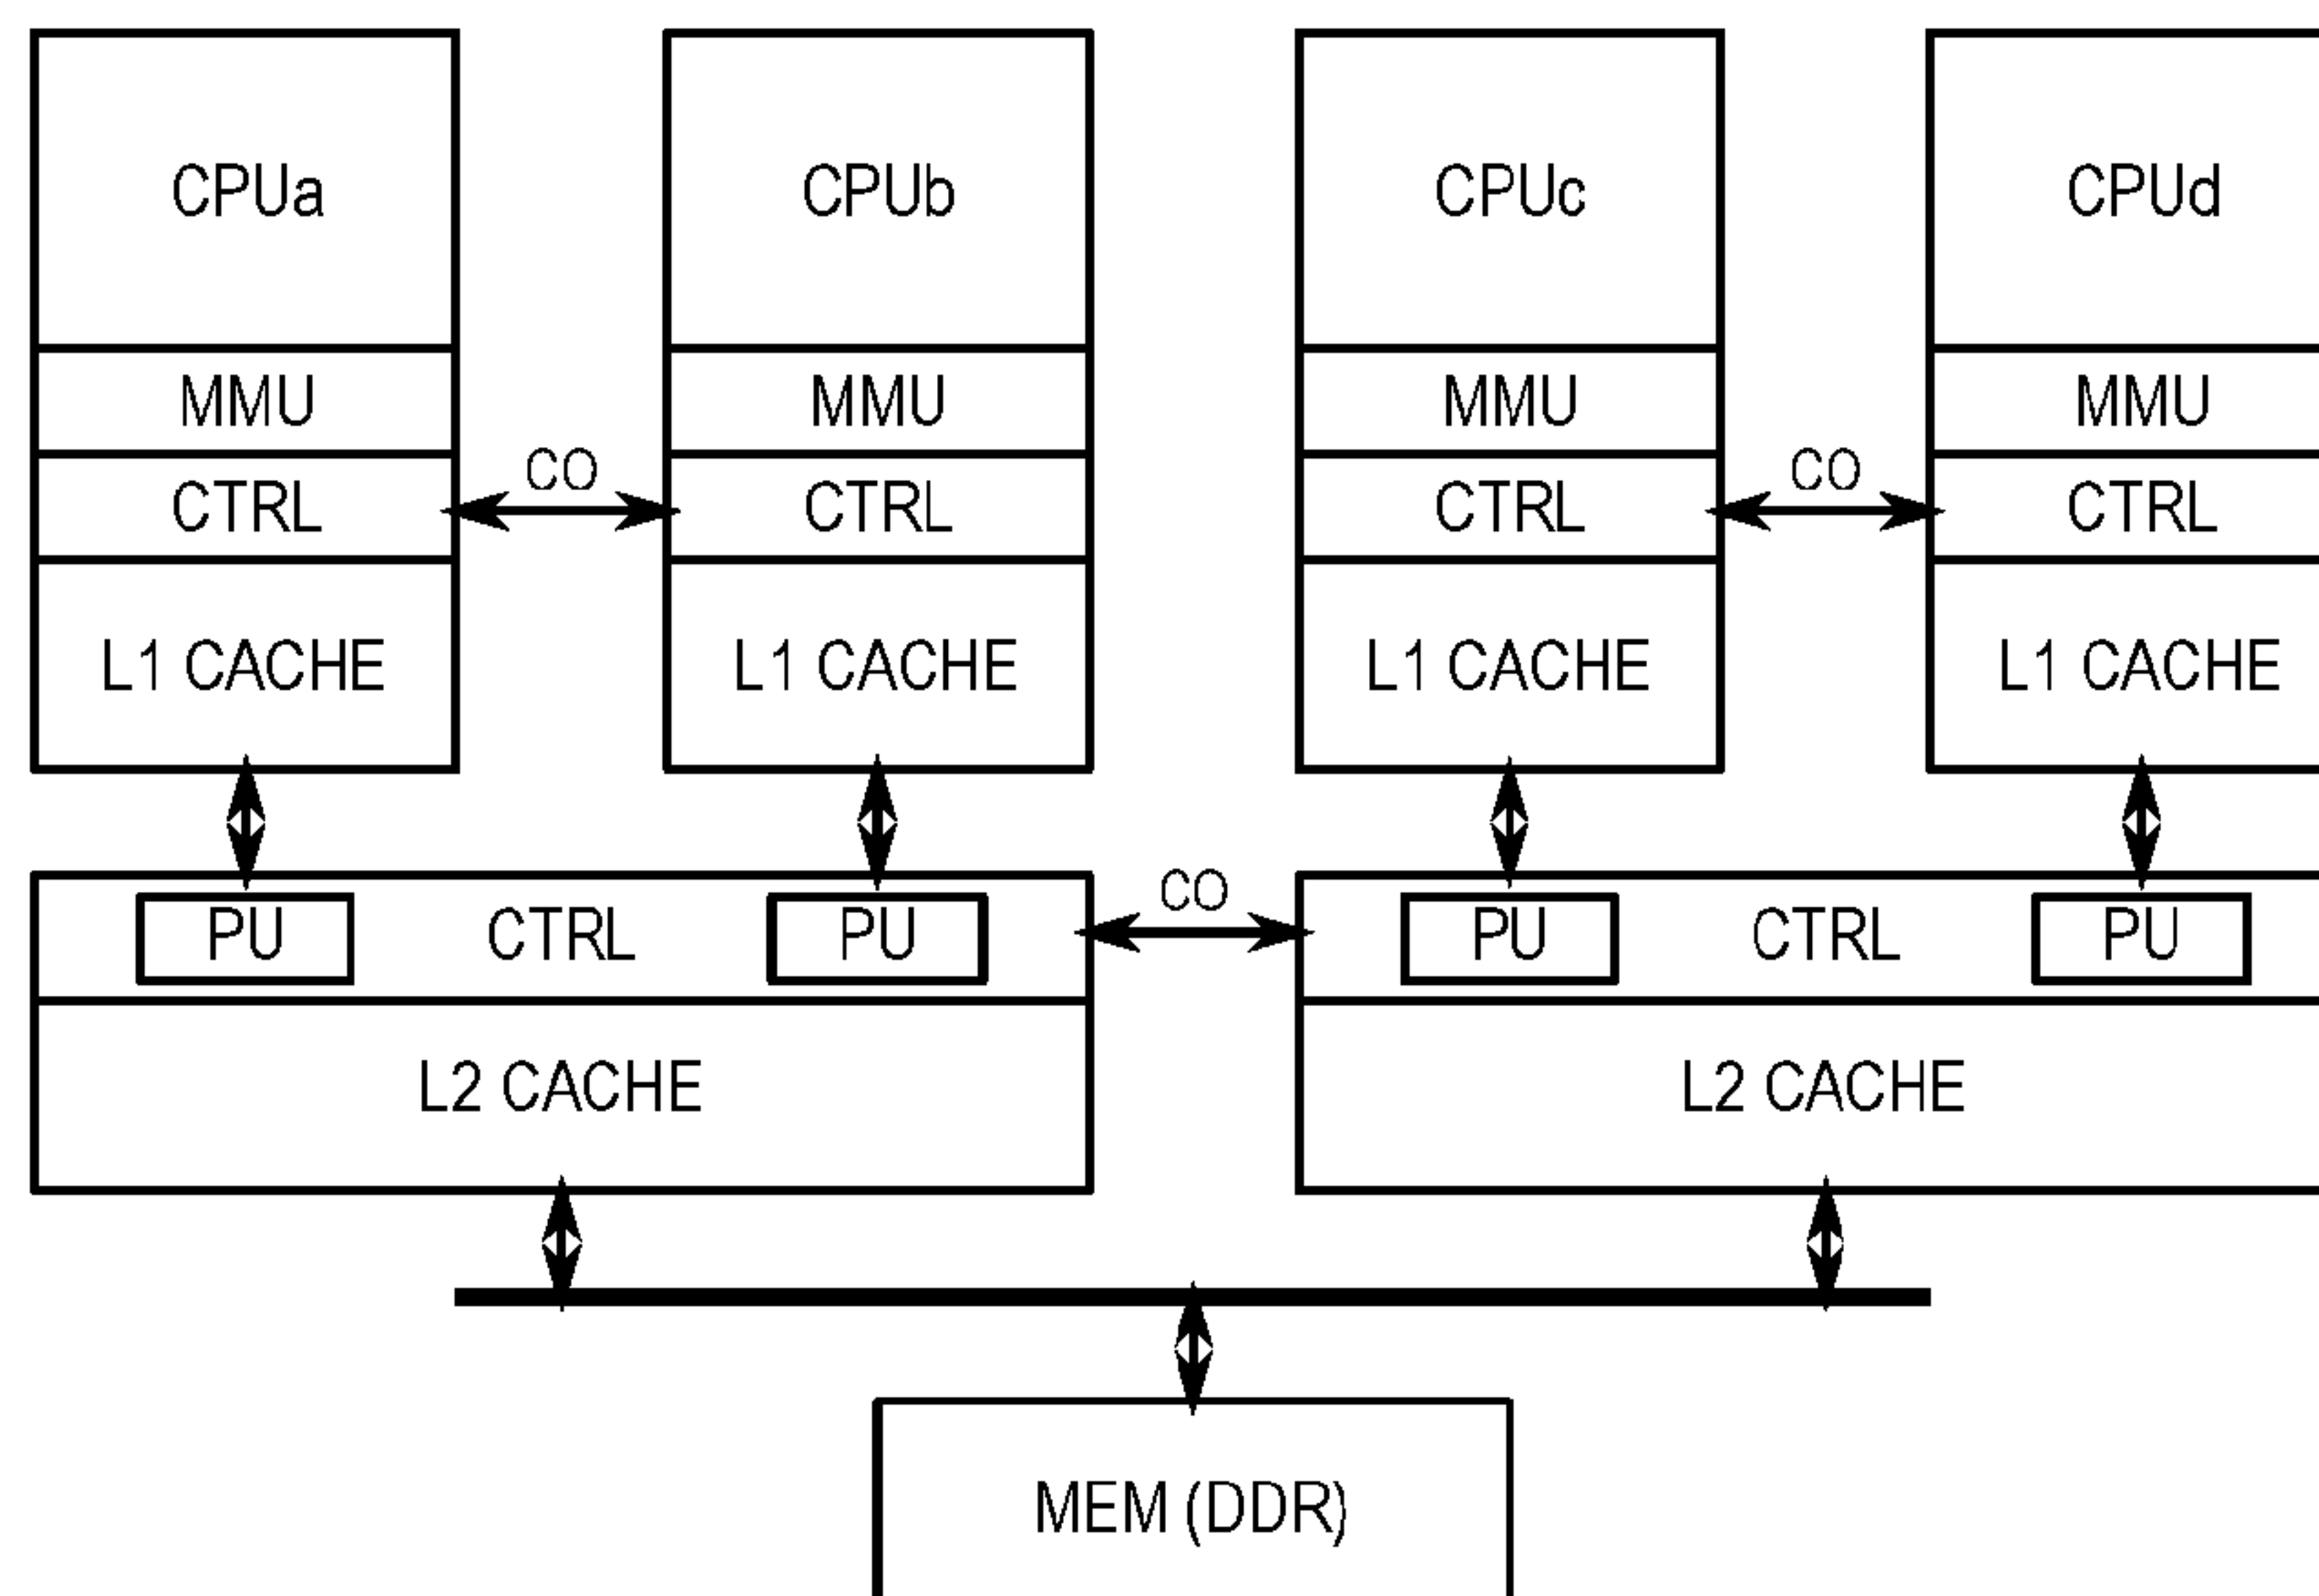 CPUa CPUb CPUc CPUd
MMU MMU MMU MMU
CO CO
CTRL CTRL CTRL CTRL
L1 CACHE L1 CACHE L1 CACHE L1 CACHE
CO
PU CTRL PU PU CTRL PU
L2 CACHE L2 CACHE
MEM (DDR)